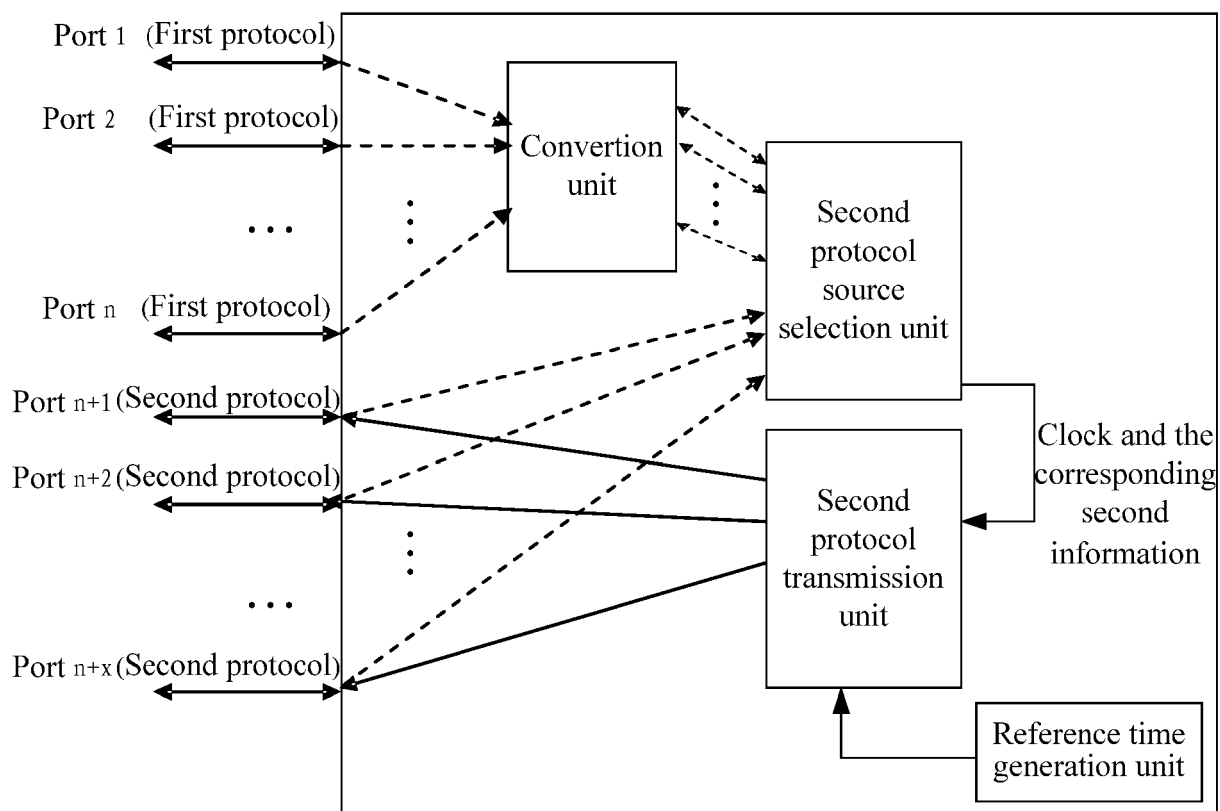 Port 1 (First protocol)
Port 2 (First protocol)
Convertion
unit
Second
protocol
source
selection unit
...
Port n (First protocol)
Port n+1 (Second protocol)
Port n+2 (Second protocol)
Clock and the
corresponding
second
information
Second
protocol
transmission
unit
...
Port n+x (Second protocol)
Reference time
generation unit